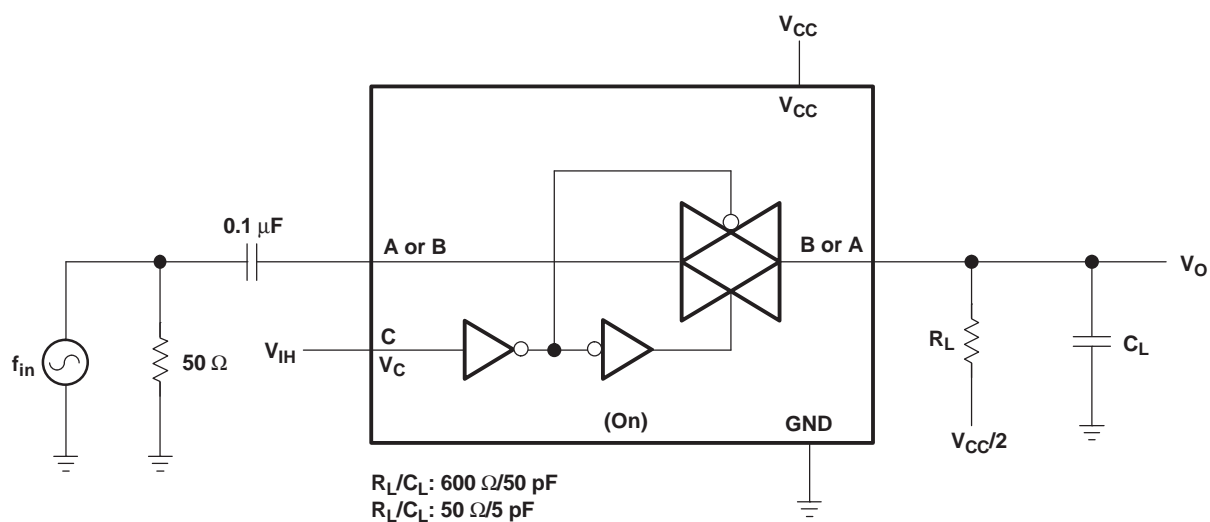 VCC
VCC
0.1 μF
A or B
B or A
VO
fin
50 Ω
VIH
C
VC
RL
CL
(On)
GND
VCC/2
RL/CL: 600 Ω/50 pF
RL/CL: 50 Ω/5 pF